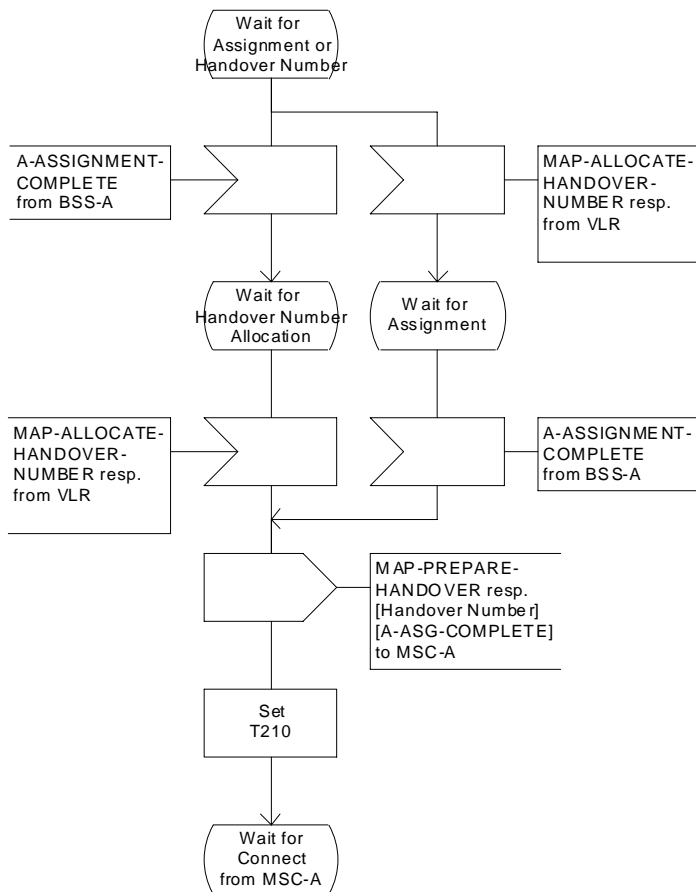 Wait for
Assignment or
Handover Number
A-ASSIGNMENT-
COMPLETE
from BSS-A
MAP-ALLOCATE-
HANDOVER-
NUMBER resp.
from VLR
Wait for
Handover Number
Allocation
Wait for
Assignment
MAP-ALLOCATE-
HANDOVER-
NUMBER resp.
from VLR
A-ASSIGNMENT-
COMPLETE
from BSS-A
MAP-PREPARE-
HANDOVER resp.
[Handover Number]
[A-ASG-COMPLETE]
to MSC-A
Set
T210
Wait for
Connect
from MSC-A